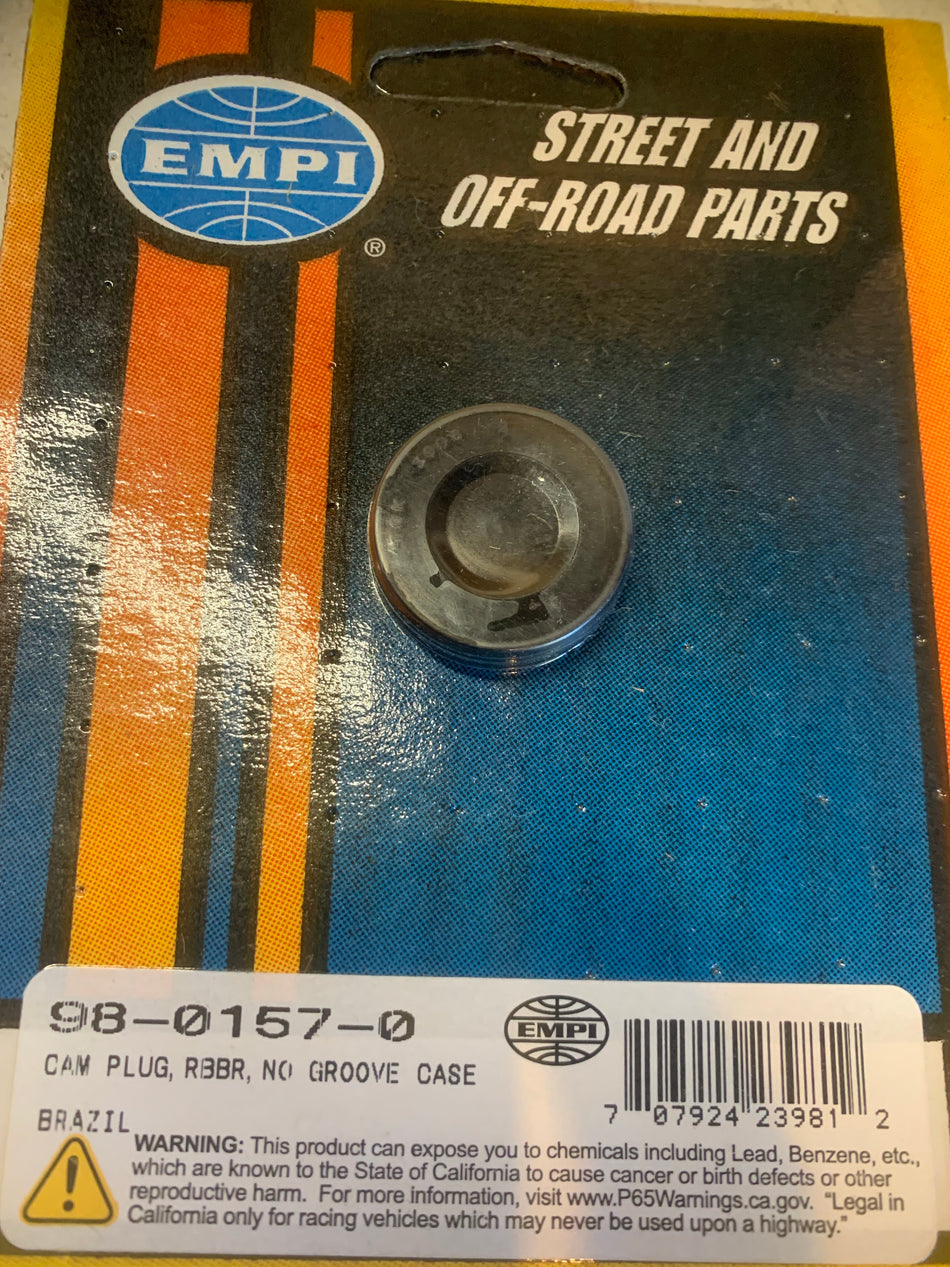 EMPI
®
STREET AND
OFF-ROAD PARTS
98-0157-0
CAM PLUG, RBBR, NO GROOVE CASE
EMPI
7 07924 23981 2
BRAZIL
WARNING: This product can expose you to chemicals including Lead, Benzene, etc.,
which are known to the State of California to cause cancer or birth defects or other
reproductive harm. For more information, visit www.P65Warnings.ca.gov. "Legal in
California only for racing vehicles which may never be used upon a highway."